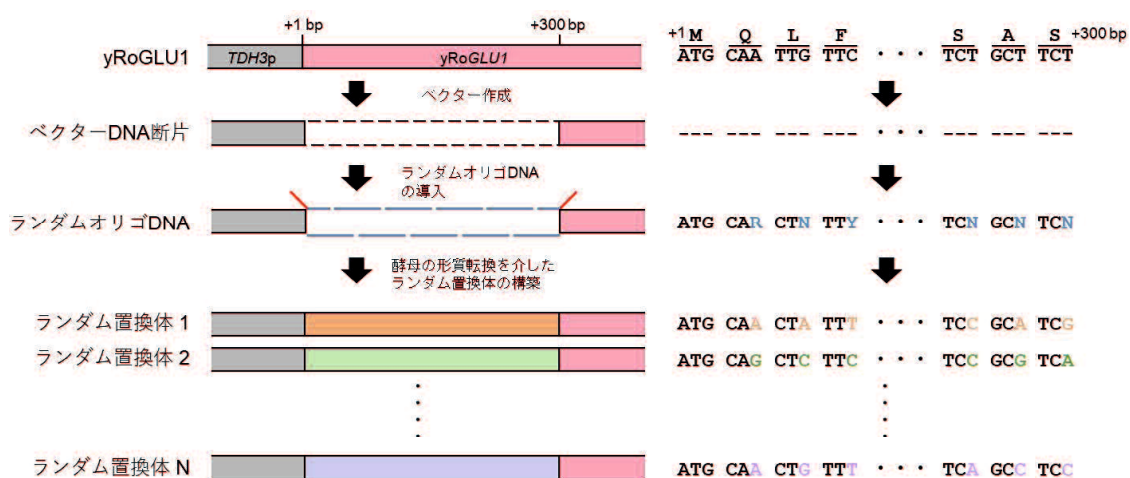 +1 bp +300 bp
yRoGLU1 TDH3p yRoGLU1
+1 M Q L F S A S +300 bp
ATG CAA TTG TTC ・・・ TCT GCT TCT
ベクター作成
ベクターDNA断片
--- --- --- --- ・・・ --- --- ---
ランダムオリゴDNA
の導入
ランダムオリゴDNA
ATG CAR CTN TTY ・・・ TCN GCN TCN
酵母の形質転換を介した
ランダム置換体の構築
ランダム置換体 1
ATG CAA CTA TTT ・・・ TCC GCA TCG
ランダム置換体 2
ATG CAG CTC TTC ・・・ TCC GCG TCA
ランダム置換体 N
ATG CAA CTG TTT ・・・ TCA GCC TCC